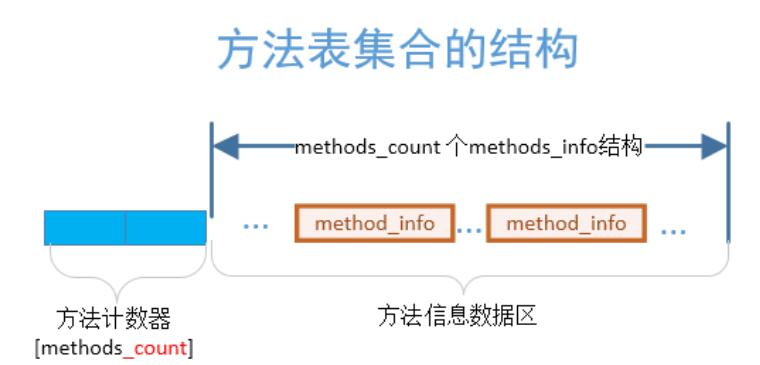 方法表集合的结构
methods_count 个methods_info结构
... method_info ... method_info ...
方法计数器
[methods_count]
方法信息数据区